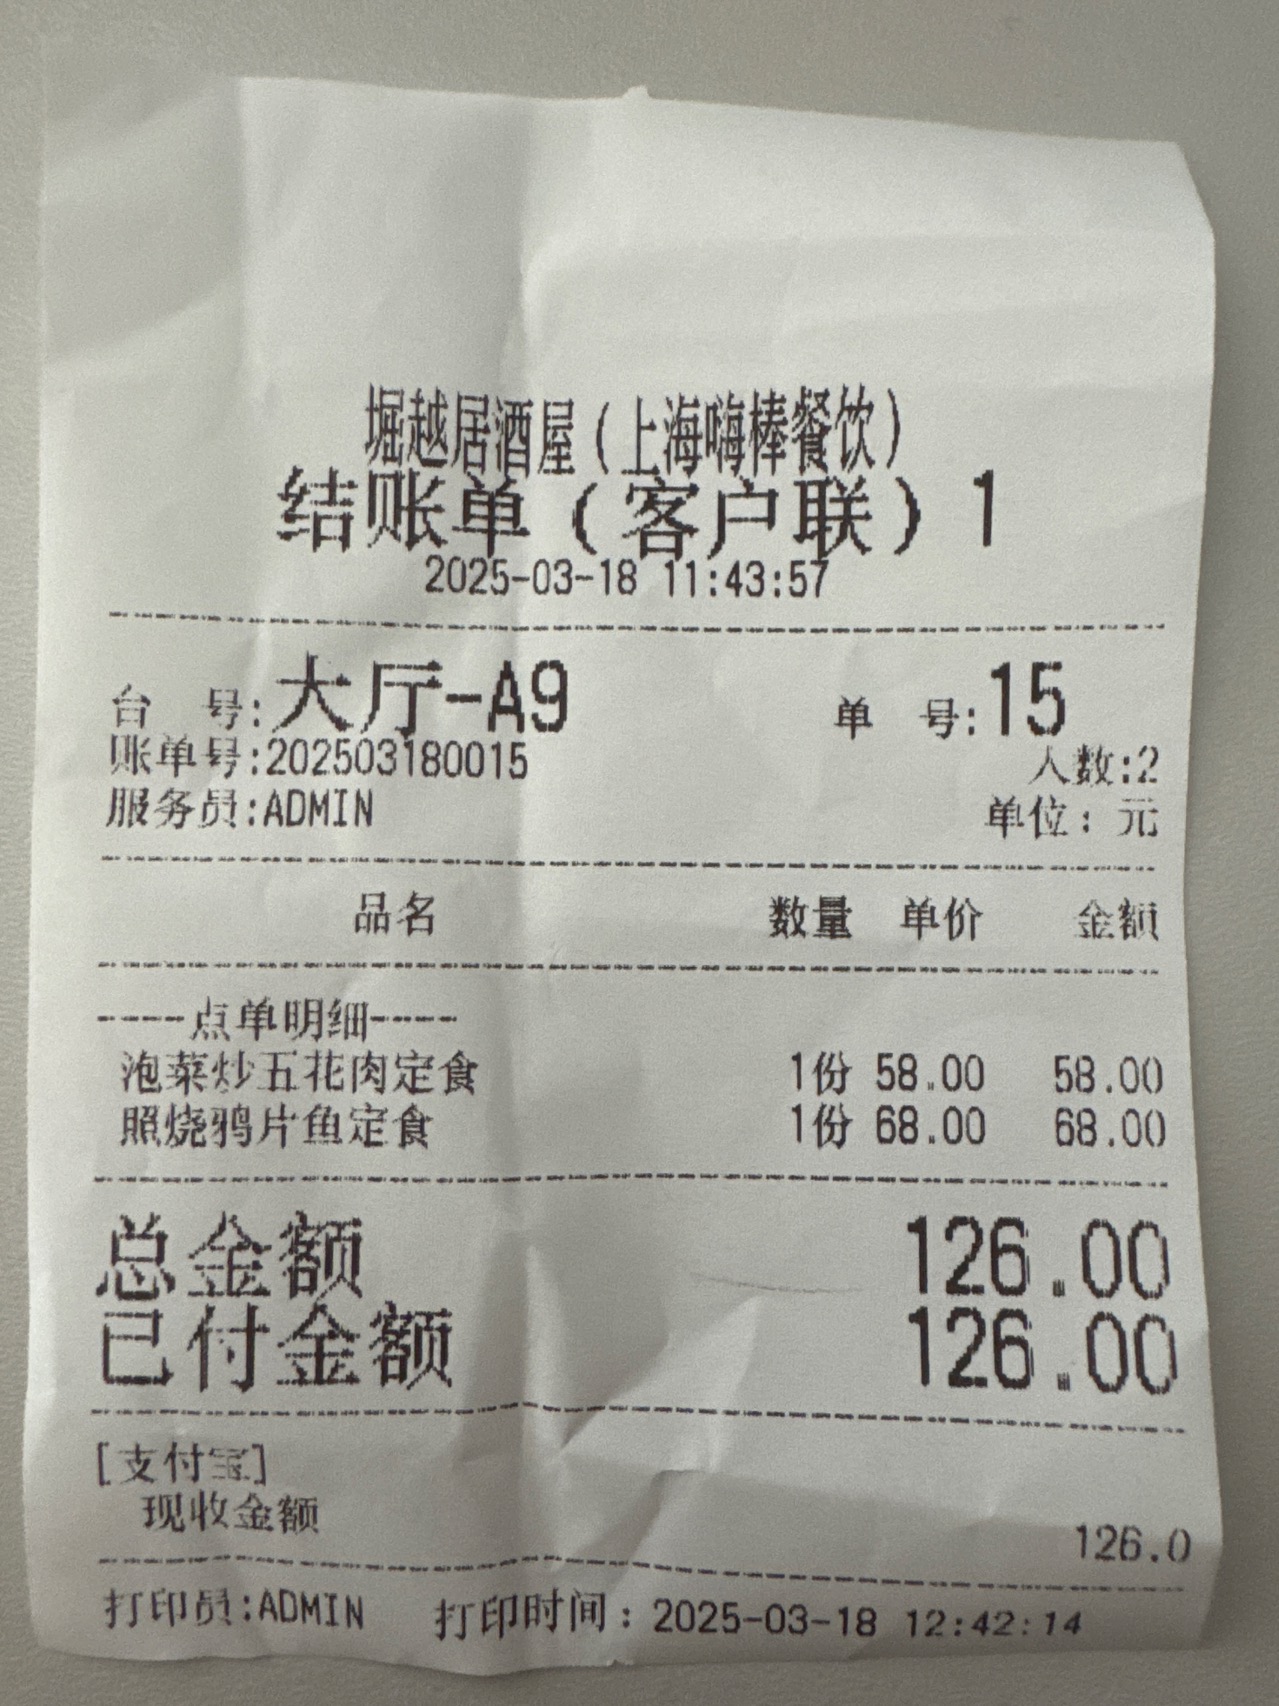 堀越居酒屋(上海嗨棒餐饮)
结账单(客户联)1
2025-03-18 11:43:57
台 号:大厅-A9 单 号:15
账单号:202503180015 人数:2
服务员:ADMIN 单位:元
品名 数量 单价 金额
----点单明细----
泡菜炒五花肉定食 1份 58.00 58.00
照烧鸦片鱼定食 1份 68.00 68.00
总金额 126.00
已付金额 126.00
[支付宝]
现收金额 126.0
打印员:ADMIN 打印时间:2025-03-18 12:42:14